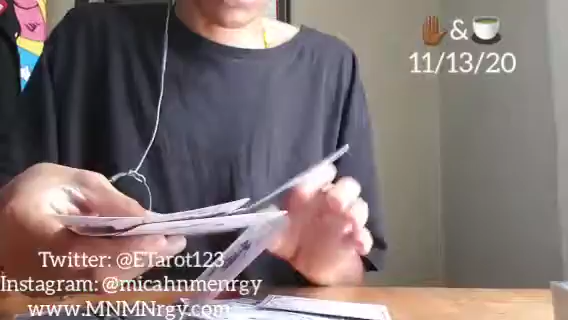 ✋🏾&🍵
11/13/20
Twitter: @ETarot123
Instagram: @micahnmenrgy
www.MNMNrgy.com